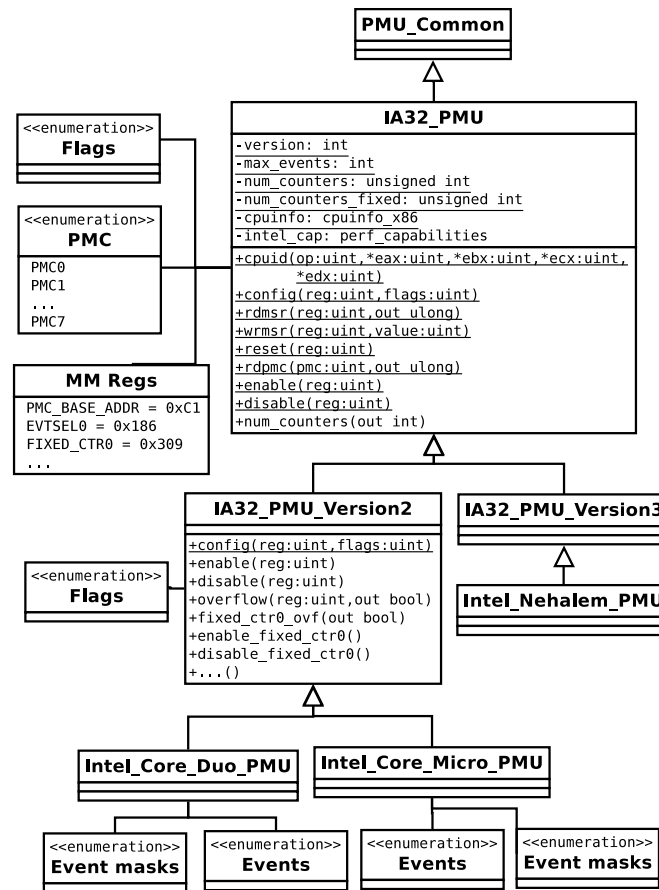 PMU_Common
IA32_PMU
-version: int
-max_events: int
-num_counters: unsigned int
-num_counters_fixed: unsigned int
-cpuinfo: cpuinfo_x86
-intel_cap: perf_capabilities
+cpuid(op:uint,*eax:uint,*ebx:uint,*ecx:uint,
*edx:uint)
+config(reg:uint,flags:uint)
+rdmsr(reg:uint,out ulong)
+wrmsr(reg:uint,value:uint)
+reset(reg:uint)
+rdpmc(pmc:uint,out ulong)
+enable(reg:uint)
+disable(reg:uint)
+num_counters(out int)
<<enumeration>>
Flags
<<enumeration>>
PMC
PMC0
PMC1
...
PMC7
MM Regs
PMC_BASE_ADDR = 0xC1
EVTSEL0 = 0x186
FIXED_CTR0 = 0x309
...
IA32_PMU_Version2
+config(reg:uint,flags:uint)
+enable(reg:uint)
+disable(reg:uint)
+overflow(reg:uint,out bool)
+fixed_ctr0_ovf(out bool)
+enable_fixed_ctr0()
+disable_fixed_ctr0()
+...()
IA32_PMU_Version3
Intel_Nehalem_PMU
<<enumeration>>
Flags
Intel_Core_Duo_PMU
Intel_Core_Micro_PMU
<<enumeration>>
Event masks
<<enumeration>>
Events
<<enumeration>>
Events
<<enumeration>>
Event masks